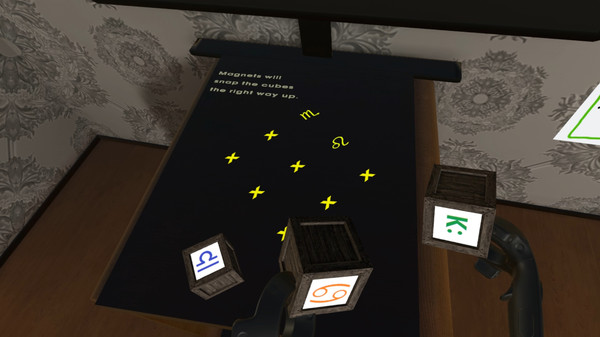 Magnets will
snap the cubes
the right way up.
♏
♌
K:
♋